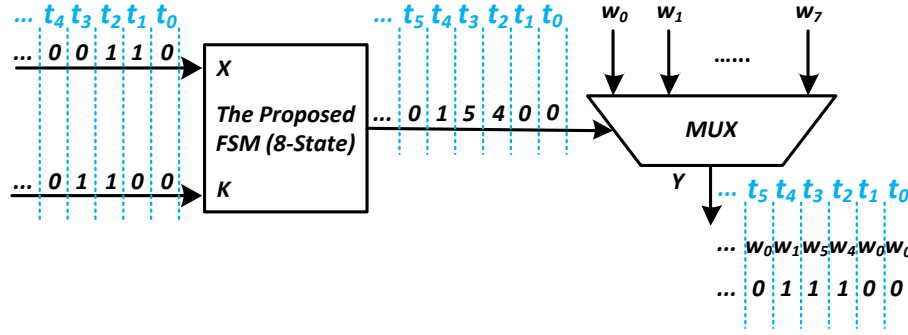 ... t4 t3 t2 t1 t0
... 0 0 1 1 0
X
The Proposed
FSM (8-State)
K
... 0 1 1 0 0
... t5 t4 t3 t2 t1 t0
... 0 1 5 4 0 0
w0 w1 w7
......
MUX
Y
... t5 t4 t3 t2 t1 t0
... w0 w1 w5 w4 w0 w0
... 0 1 1 1 0 0